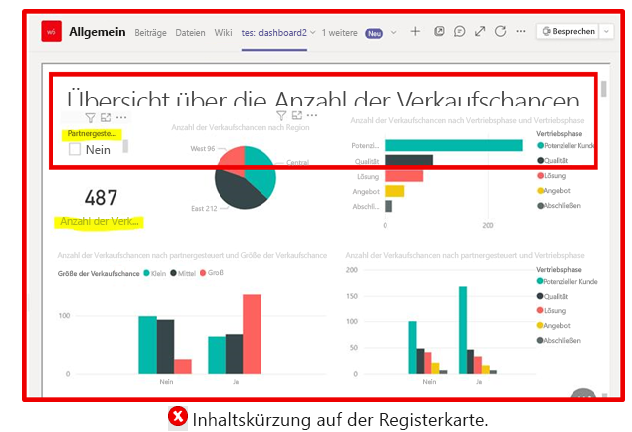 w6 Allgemein Beiträge Dateien Wiki tes: dashboard2 1 weitere Neu Besprechen
Übersicht über die Anzahl der Verkaufschancen
Partnergeste...
Nein
487
Anzahl der Verk...
Anzahl der Verkaufschancen nach Region
West 96
Central
East 212
Anzahl der Verkaufschancen nach Vertriebsphase und Vertriebsphase
Potenzi...
Qualität
Lösung
Angebot
Abschli...
0 200
Vertriebsphase
Potenzieller Kunde
Qualität
Lösung
Angebot
Abschließen
Anzahl der Verkaufschancen nach partnergesteuert und Größe der Verkaufschance
Größe der Verkaufschance Klein Mittel Groß
100
0
Nein Ja
Anzahl der Verkaufschancen nach partnergesteuert und Vertriebsphase
200
150
100
50
0
Nein Ja
Vertriebsphase
Potenzieller Kunde
Qualität
Lösung
Angebot
Abschließen
Inhaltskürzung auf der Registerkarte.